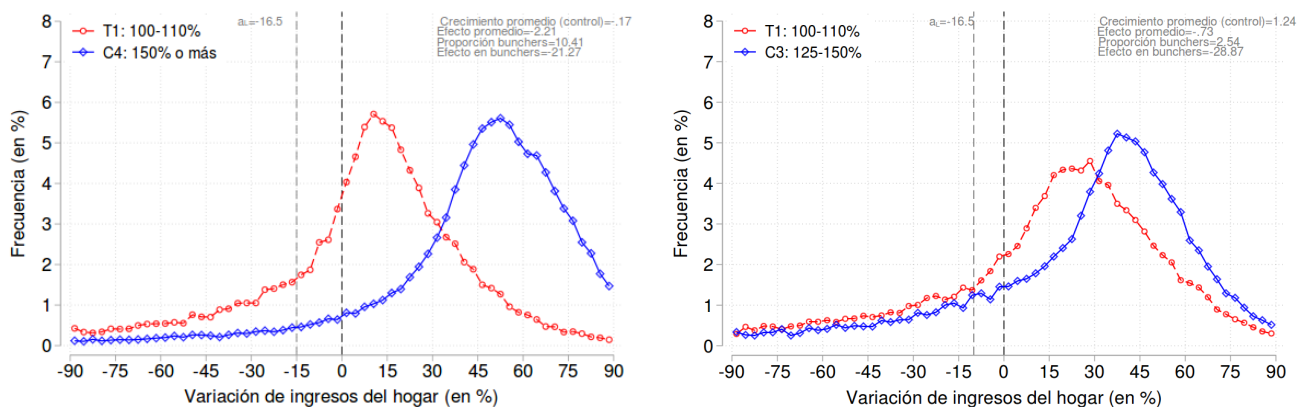 T1: 100-110%
C4: 150% o más
aL=-16.5
Crecimiento promedio (control)=-.17
Efecto promedio=-2.21
Proporción bunchers=10.41
Efecto en bunchers=-21.27
Frecuencia (en %)
8
7
6
5
4
3
2
1
0
-90 -75 -60 -45 -30 -15 0 15 30 45 60 75 90
Variación de ingresos del hogar (en %)
T1: 100-110%
C3: 125-150%
aL=-16.5
Crecimiento promedio (control)=1.24
Efecto promedio=-.73
Proporción bunchers=2.54
Efecto en bunchers=-28.87
Frecuencia (en %)
8
7
6
5
4
3
2
1
0
-90 -75 -60 -45 -30 -15 0 15 30 45 60 75 90
Variación de ingresos del hogar (en %)